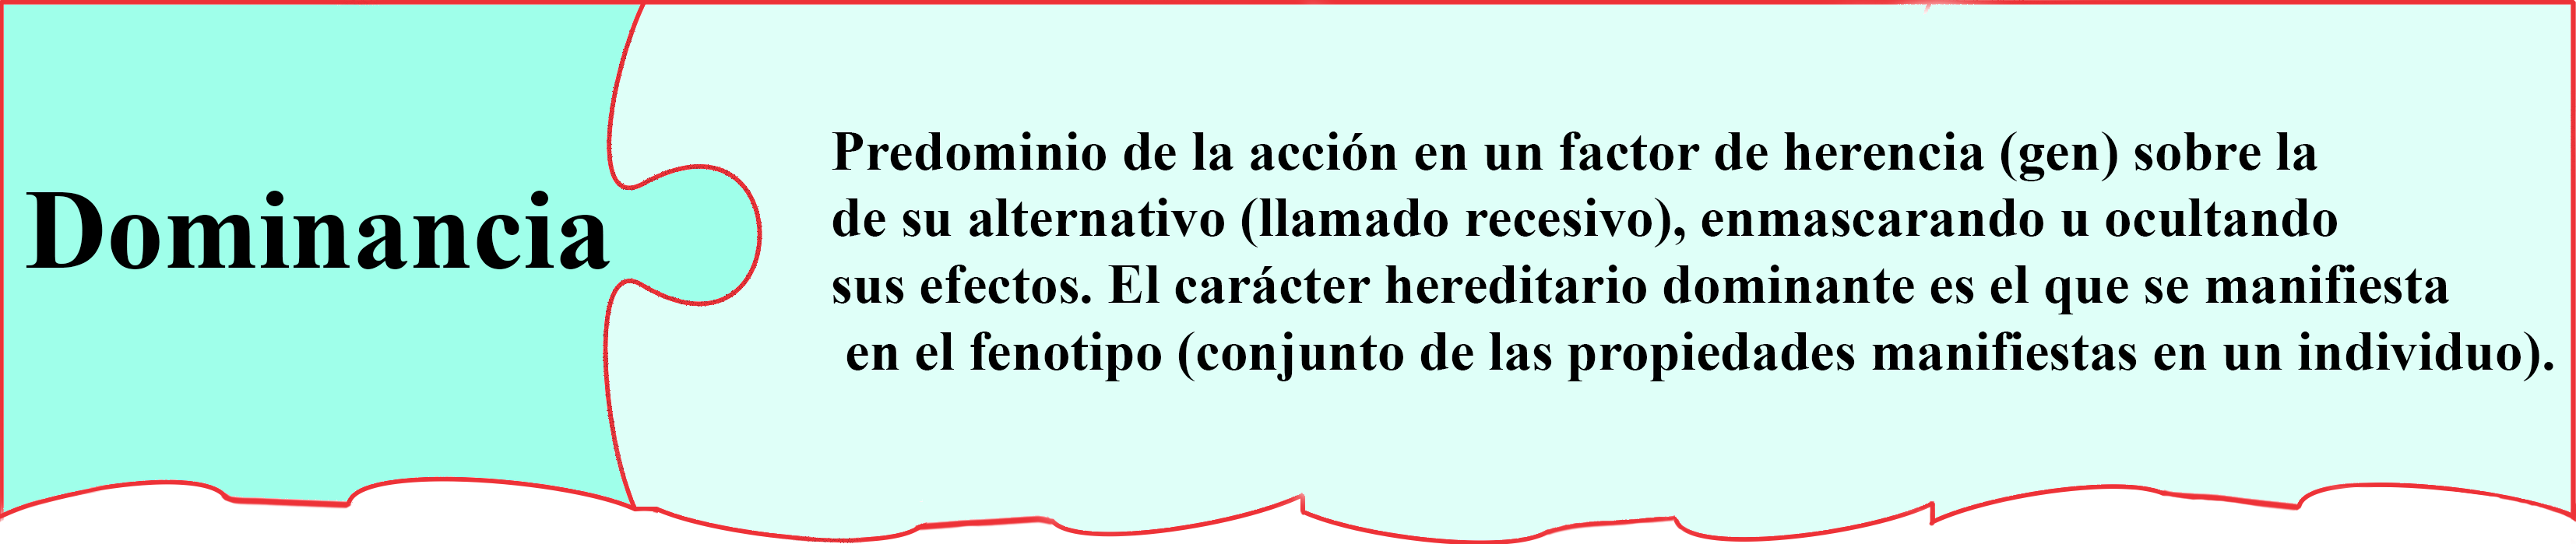 Dominancia
Predominio de la acción en un factor de herencia (gen) sobre la
de su alternativo (llamado recesivo), enmascarando u ocultando
sus efectos. El carácter hereditario dominante es el que se manifiesta
en el fenotipo (conjunto de las propiedades manifiestas en un individuo).